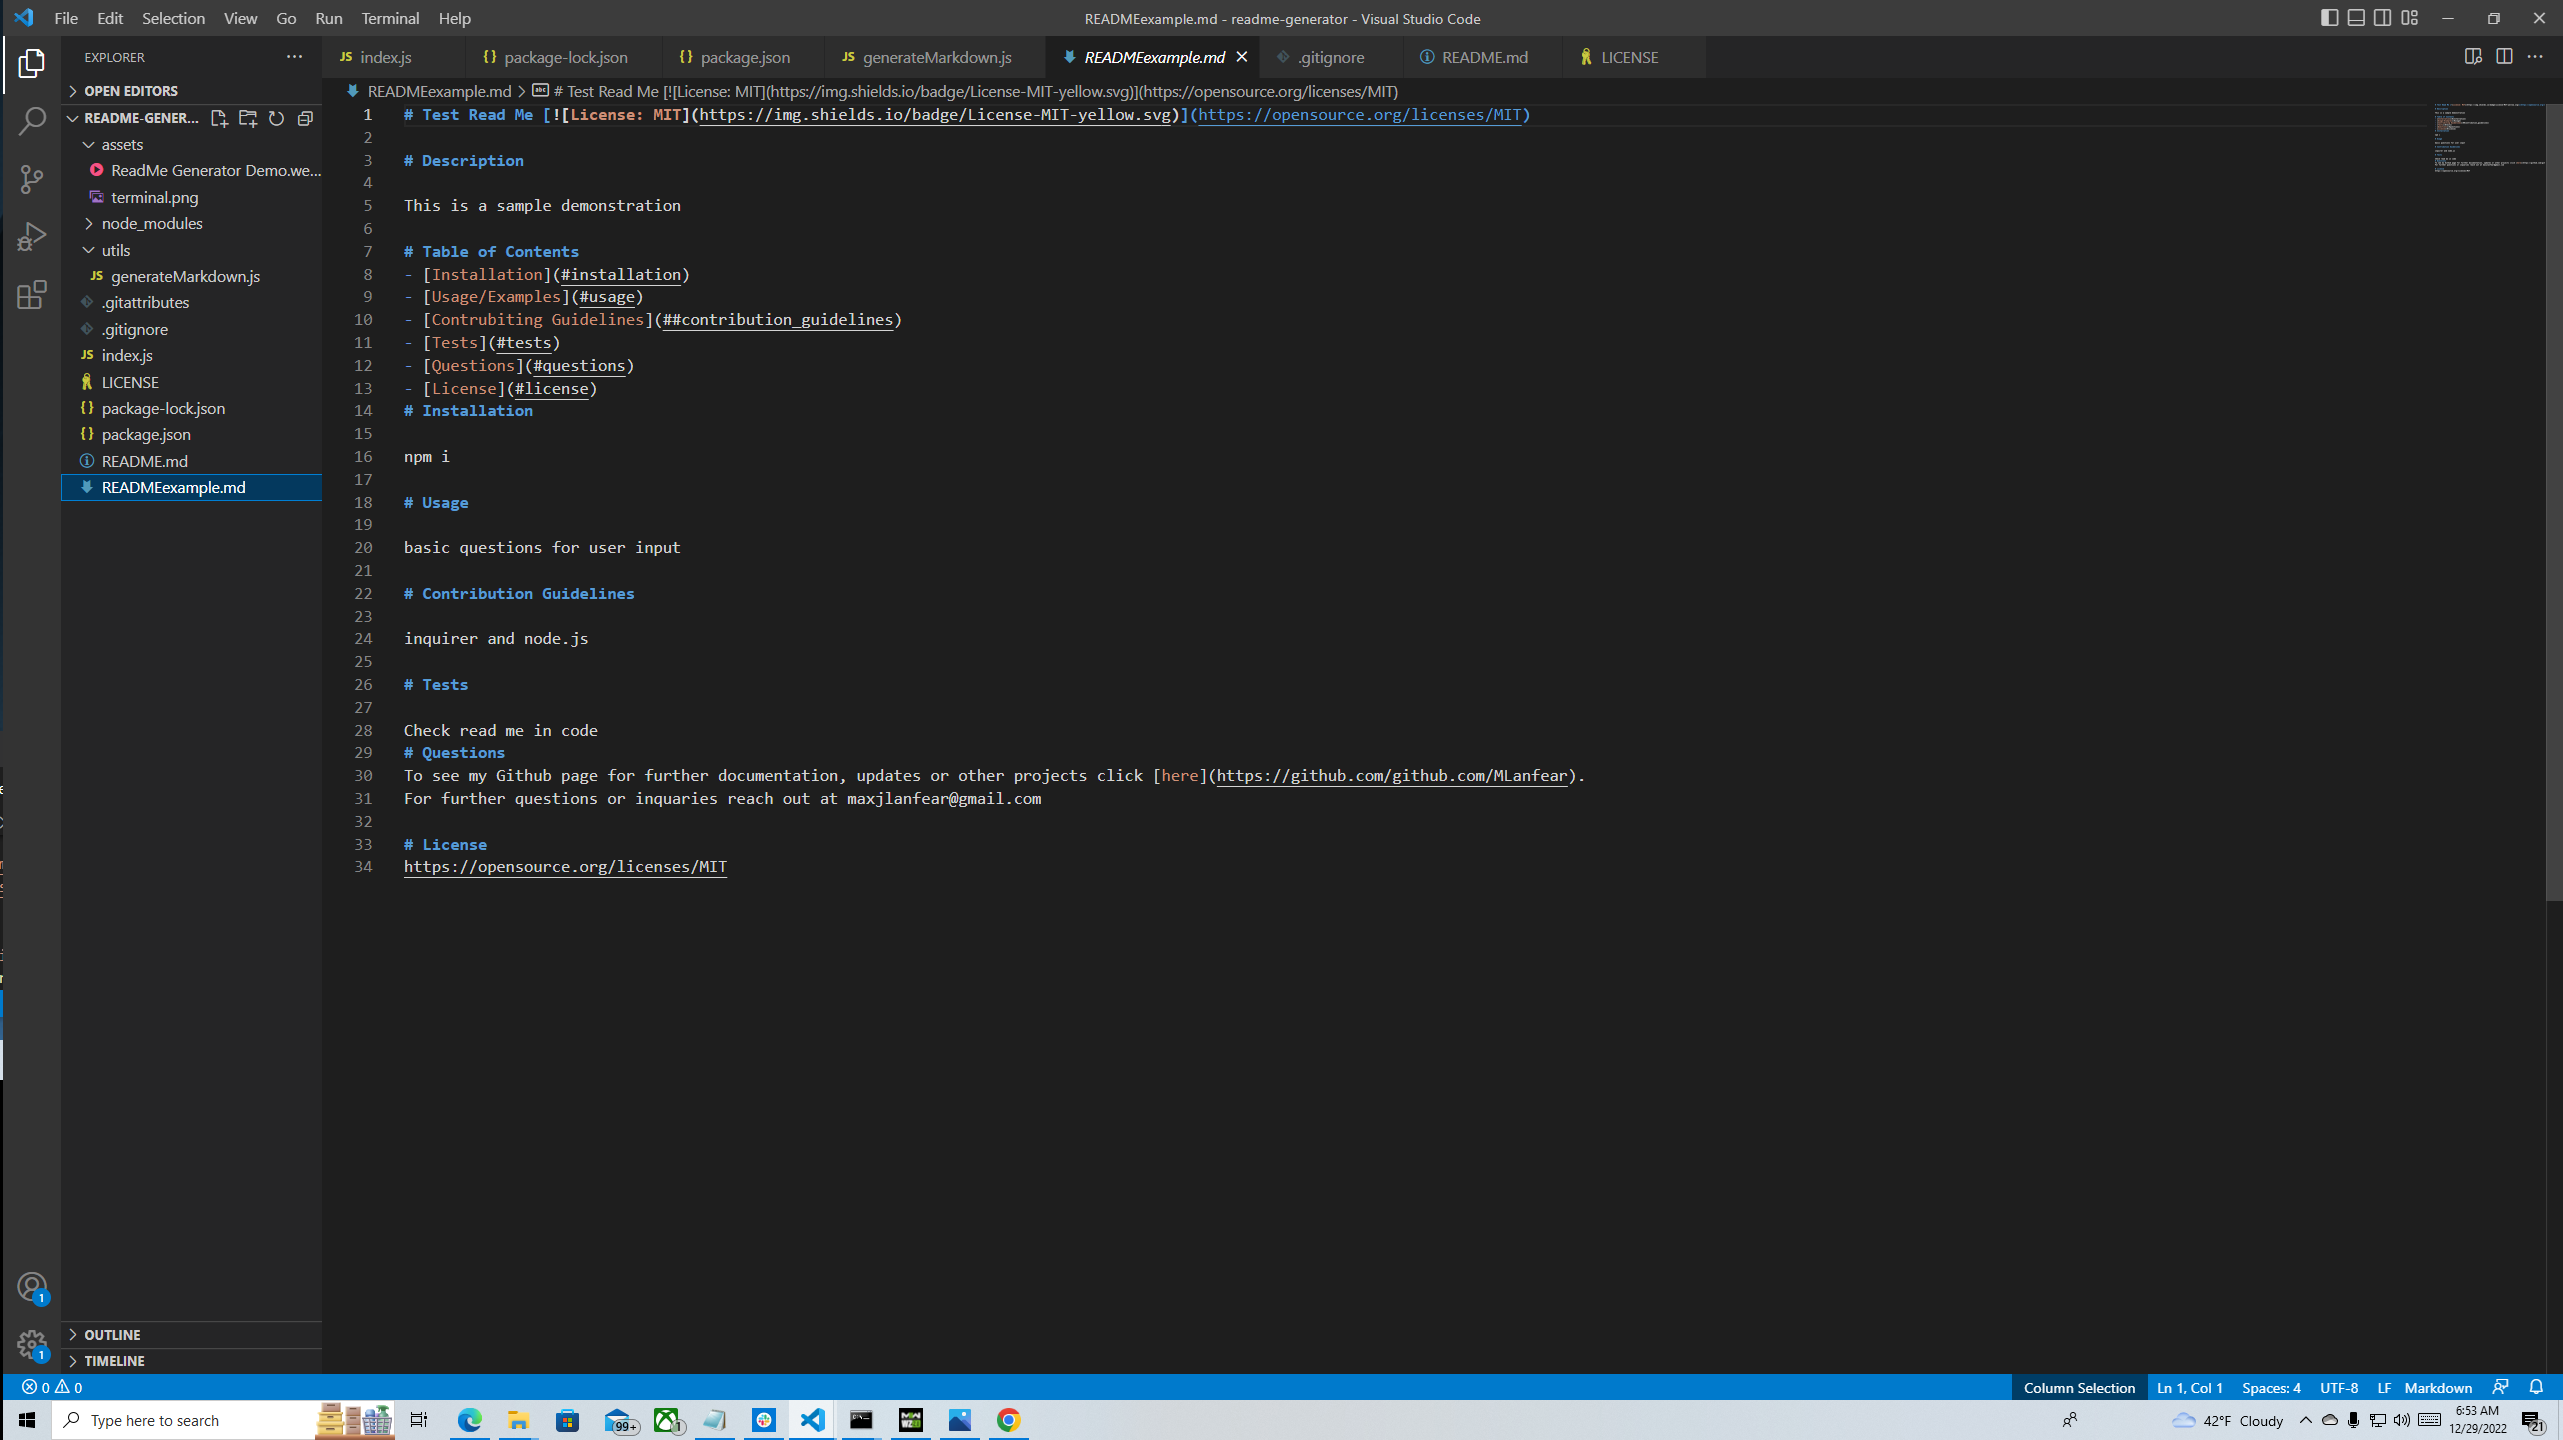 File Edit Selection View Go Run Terminal Help
READMEexample.md - readme-generator - Visual Studio Code
EXPLORER
index.js
package-lock.json
package.json
generateMarkdown.js
READMEexample.md
.gitignore
README.md
LICENSE
OPEN EDITORS
README-GENER...
assets
ReadMe Generator Demo.we...
terminal.png
node_modules
utils
JS generateMarkdown.js
.gitattributes
.gitignore
JS index.js
LICENSE
{} package-lock.json
{} package.json
README.md
READMEexample.md
OUTLINE
TIMELINE
READMEexample.md > # Test Read Me [![License: MIT](https://img.shields.io/badge/License-MIT-yellow.svg)](https://opensource.org/licenses/MIT)
1 # Test Read Me [![License: MIT](https://img.shields.io/badge/License-MIT-yellow.svg)](https://opensource.org/licenses/MIT)
2
3 # Description
4
5 This is a sample demonstration
6
7 # Table of Contents
8 - [Installation](#installation)
9 - [Usage/Examples](#usage)
10 - [Contrubiting Guidelines](##contribution_guidelines)
11 - [Tests](#tests)
12 - [Questions](#questions)
13 - [License](#license)
14 # Installation
15
16 npm i
17
18 # Usage
19
20 basic questions for user input
21
22 # Contribution Guidelines
23
24 inquirer and node.js
25
26 # Tests
27
28 Check read me in code
29 # Questions
30 To see my Github page for further documentation, updates or other projects click [here](https://github.com/github.com/MLanfear).
31 For further questions or inquaries reach out at maxjlanfear@gmail.com
32
33 # License
34 https://opensource.org/licenses/MIT
1
1
0 0
Column Selection Ln 1, Col 1 Spaces: 4 UTF-8 LF Markdown
Type here to search
99+
1
42°F Cloudy
6:53 AM
12/29/2022
21